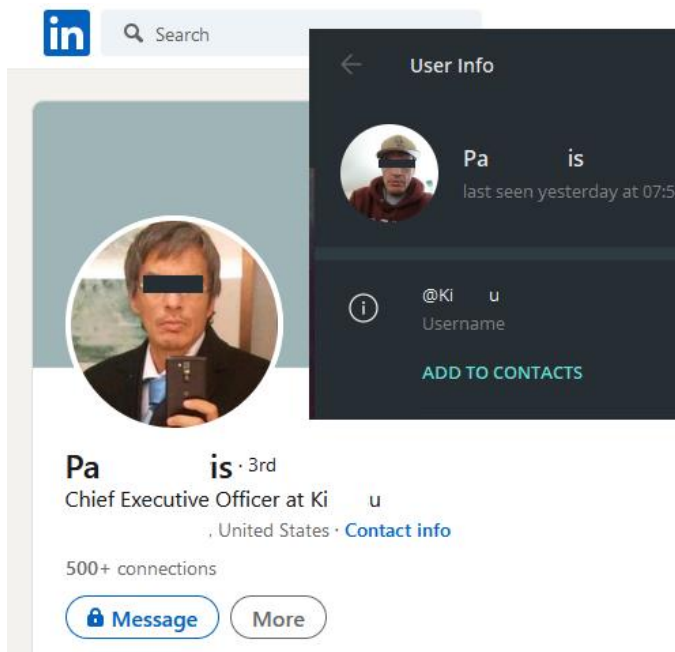 in
Search
User Info
Pa is
last seen yesterday at 07:5
@Ki u
Username
ADD TO CONTACTS
Pa is · 3rd
Chief Executive Officer at Ki u
, United States · Contact info
500+ connections
Message
More